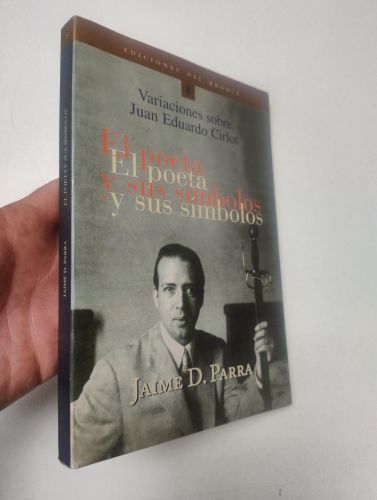 EDICIONES DEL BRONCE
Variaciones sobre
Juan Eduardo Cirlot
El poeta
y sus símbolos
El poeta
y sus símbolos
JAIME D. PARRA
EL POETA Y SUS SÍMBOLOS
JAIME D. PARRA